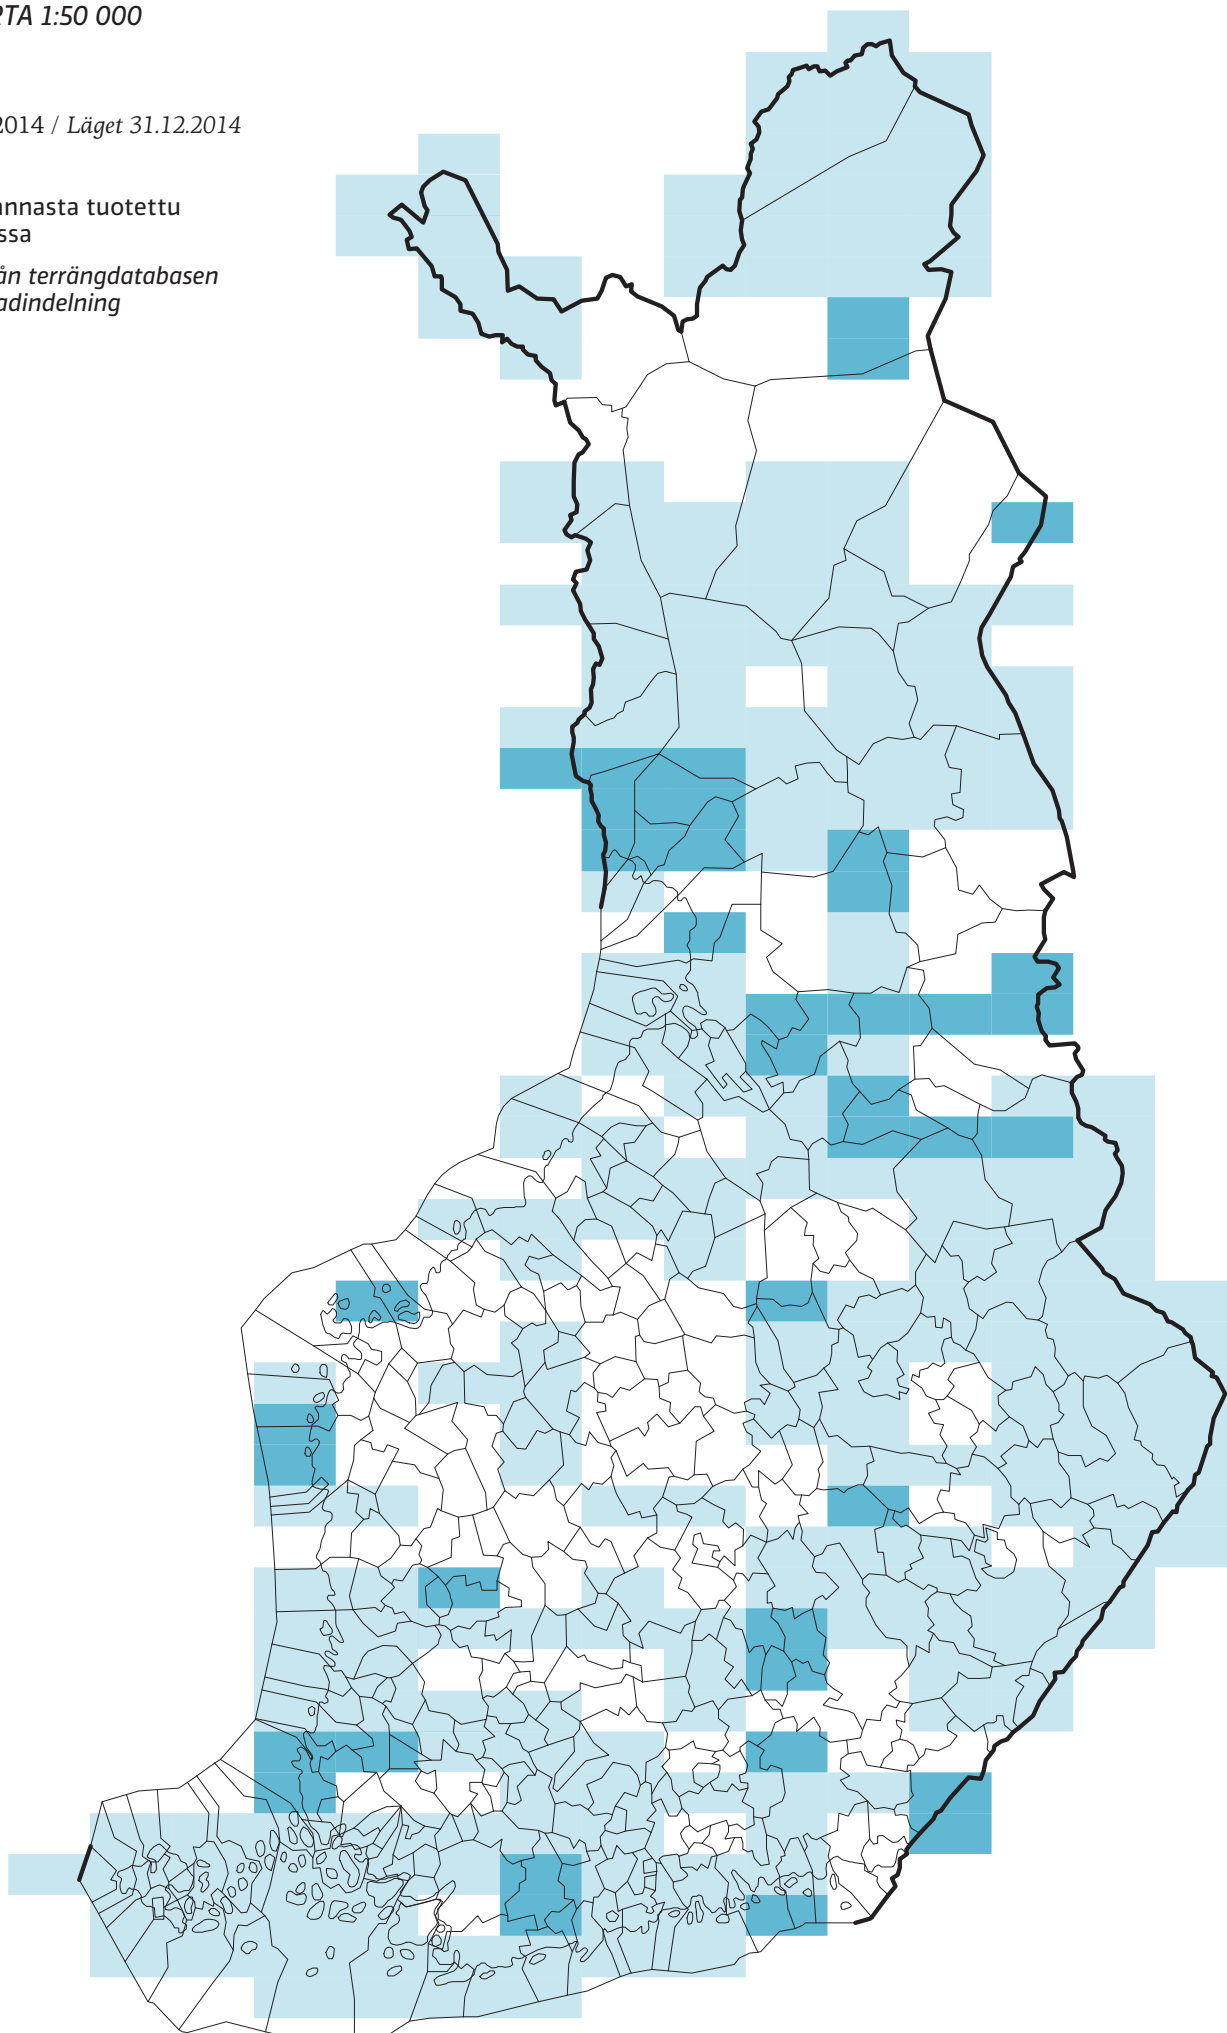 RTA 1:50 000
2014 / Läget 31.12.2014
annasta tuotettu
ssa
ån terrängdatabasen
adindelning